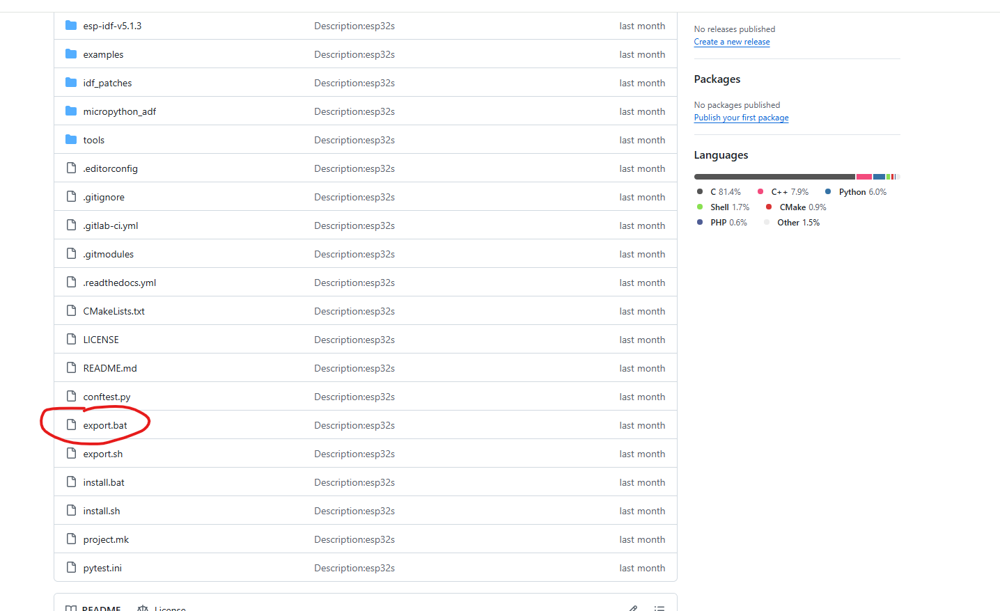 esp-idf-v5.1.3 Description:esp32s last month
examples Description:esp32s last month
idf_patches Description:esp32s last month
micropython_adf Description:esp32s last month
tools Description:esp32s last month
.editorconfig Description:esp32s last month
.gitignore Description:esp32s last month
.gitlab-ci.yml Description:esp32s last month
.gitmodules Description:esp32s last month
.readthedocs.yml Description:esp32s last month
CMakeLists.txt Description:esp32s last month
LICENSE Description:esp32s last month
README.md Description:esp32s last month
conftest.py Description:esp32s last month
export.bat Description:esp32s last month
export.sh Description:esp32s last month
install.bat Description:esp32s last month
install.sh Description:esp32s last month
project.mk Description:esp32s last month
pytest.ini Description:esp32s last month
README License
No releases published
Create a new release
Packages
No packages published
Publish your first package
Languages
C 81.4% C++ 7.9% Python 6.0%
Shell 1.7% CMake 0.9%
PHP 0.6% Other 1.5%